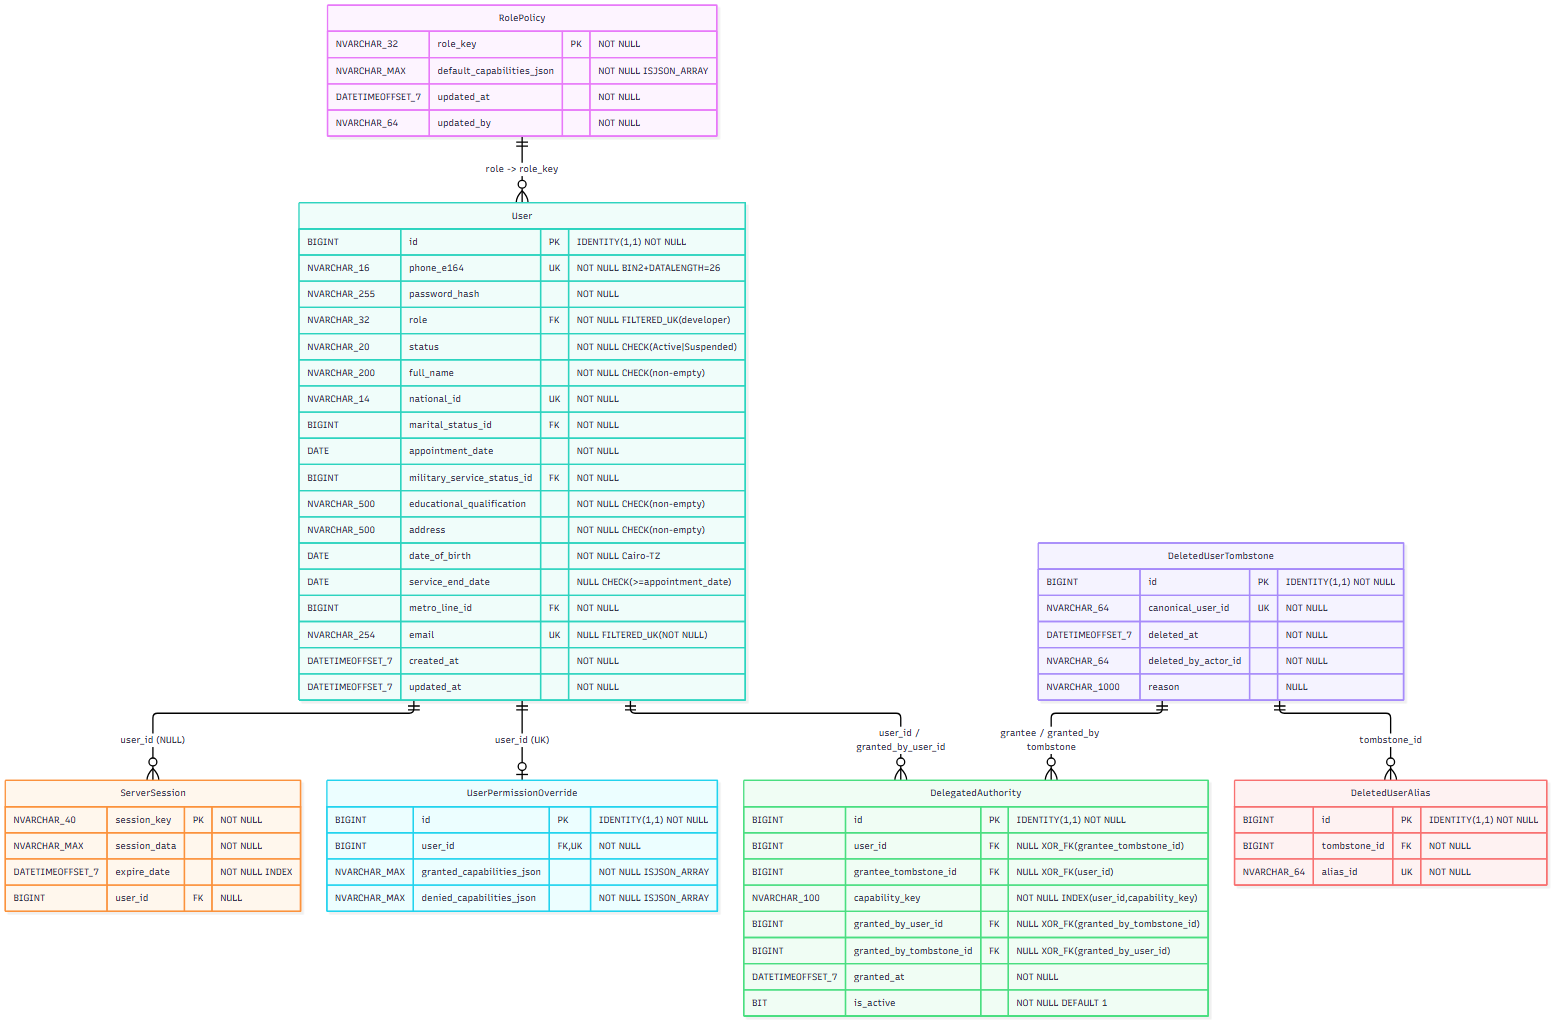 RolePolicy
NVARCHAR_32 role_key PK NOT NULL
NVARCHAR_MAX default_capabilities_json NOT NULL ISJSON_ARRAY
DATETIMEOFFSET_7 updated_at NOT NULL
NVARCHAR_64 updated_by NOT NULL
role -> role_key
User
BIGINT id PK IDENTITY(1,1) NOT NULL
NVARCHAR_16 phone_e164 UK NOT NULL BIN2+DATALENGTH=26
NVARCHAR_255 password_hash NOT NULL
NVARCHAR_32 role FK NOT NULL FILTERED_UK(developer)
NVARCHAR_20 status NOT NULL CHECK(Active|Suspended)
NVARCHAR_200 full_name NOT NULL CHECK(non-empty)
NVARCHAR_14 national_id UK NOT NULL
BIGINT marital_status_id FK NOT NULL
DATE appointment_date NOT NULL
BIGINT military_service_status_id FK NOT NULL
NVARCHAR_500 educational_qualification NOT NULL CHECK(non-empty)
NVARCHAR_500 address NOT NULL CHECK(non-empty)
DATE date_of_birth NOT NULL Cairo-TZ
DATE service_end_date NULL CHECK(>=appointment_date)
BIGINT metro_line_id FK NOT NULL
NVARCHAR_254 email UK NULL FILTERED_UK(NOT NULL)
DATETIMEOFFSET_7 created_at NOT NULL
DATETIMEOFFSET_7 updated_at NOT NULL
DeletedUserTombstone
BIGINT id PK IDENTITY(1,1) NOT NULL
NVARCHAR_64 canonical_user_id UK NOT NULL
DATETIMEOFFSET_7 deleted_at NOT NULL
NVARCHAR_64 deleted_by_actor_id NOT NULL
NVARCHAR_1000 reason NULL
user_id (NULL)
user_id (UK)
user_id /
granted_by_user_id
grantee / granted_by
tombstone
tombstone_id
ServerSession
NVARCHAR_40 session_key PK NOT NULL
NVARCHAR_MAX session_data NOT NULL
DATETIMEOFFSET_7 expire_date NOT NULL INDEX
BIGINT user_id FK NULL
UserPermissionOverride
BIGINT id PK IDENTITY(1,1) NOT NULL
BIGINT user_id FK,UK NOT NULL
NVARCHAR_MAX granted_capabilities_json NOT NULL ISJSON_ARRAY
NVARCHAR_MAX denied_capabilities_json NOT NULL ISJSON_ARRAY
DelegatedAuthority
BIGINT id PK IDENTITY(1,1) NOT NULL
BIGINT user_id FK NULL XOR_FK(grantee_tombstone_id)
BIGINT grantee_tombstone_id FK NULL XOR_FK(user_id)
NVARCHAR_100 capability_key NOT NULL INDEX(user_id,capability_key)
BIGINT granted_by_user_id FK NULL XOR_FK(granted_by_tombstone_id)
BIGINT granted_by_tombstone_id FK NULL XOR_FK(granted_by_user_id)
DATETIMEOFFSET_7 granted_at NOT NULL
BIT is_active NOT NULL DEFAULT 1
DeletedUserAlias
BIGINT id PK IDENTITY(1,1) NOT NULL
BIGINT tombstone_id FK NOT NULL
NVARCHAR_64 alias_id UK NOT NULL